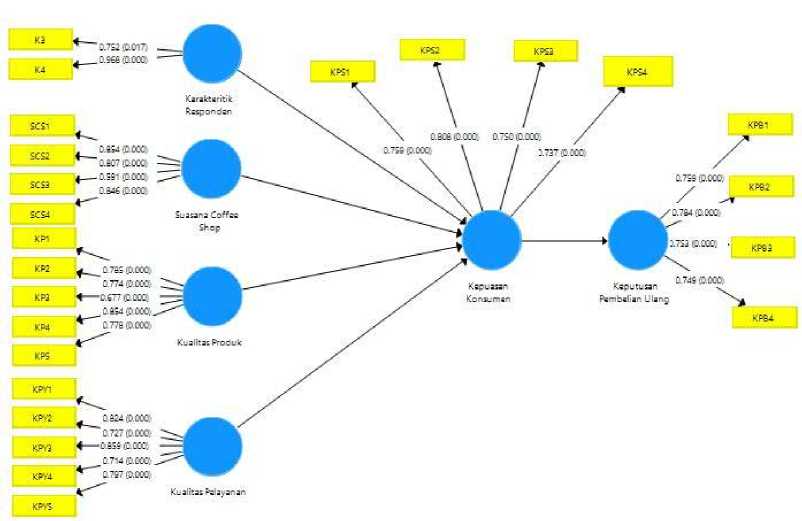 K3
0.752 (0.017)
K4
0.968 (0.000)
Karakteritik
Respondan
SCS1
SCS2
SCS3
SCS4
0.854 (0.000)
0.807 (0.000)
0.591 (0.000)
0.846 (0.000)
Suasana Coffee
Shop
KP1
KP2
KP3
KP4
KP5
0.785 (0.000)
0.774 (0.000)
0.677 (0.000)
0.854 (0.000)
0.778 (0.000)
Kualitas Produk
KPY1
KPY2
KPY3
KPY4
KPY5
0.824 (0.000)
0.727 (0.000)
0.859 (0.000)
0.714 (0.000)
0.797 (0.000)
Kualitas Pelayanan
KPS1
KPS2
KPS3
KPS4
0.759 (0.000)
0.808 (0.000)
0.750 (0.000)
0.737 (0.000)
Kepuasan
Konsumen
KPB1
KPB2
KPB3
KPB4
0.759 (0.000)
0.784 (0.000)
0.753 (0.000)
0.749 (0.000)
Keputusan
Pembelian Ulang